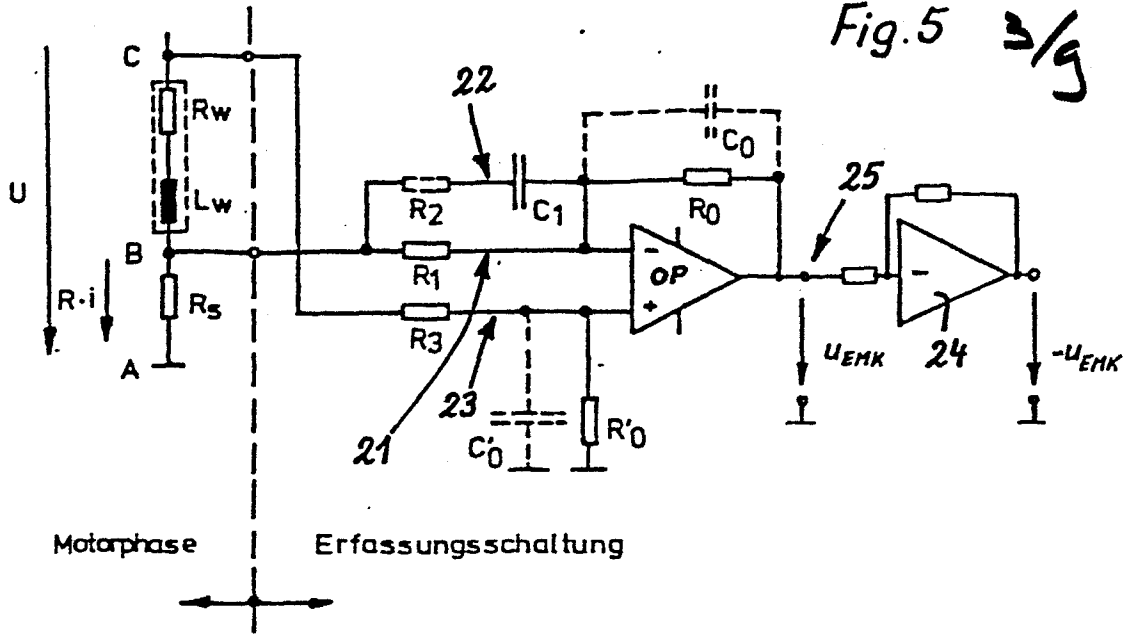 Fig. 5
3/9
C
22
Rw
C0
25
U
R2
C1
R0
Lw
B
R1
−
OP
−
R·i
Rs
+
R3
24
A
uEMK
-uEMK
23
21
C'0
R'0
Motorphase
Erfassungsschaltung